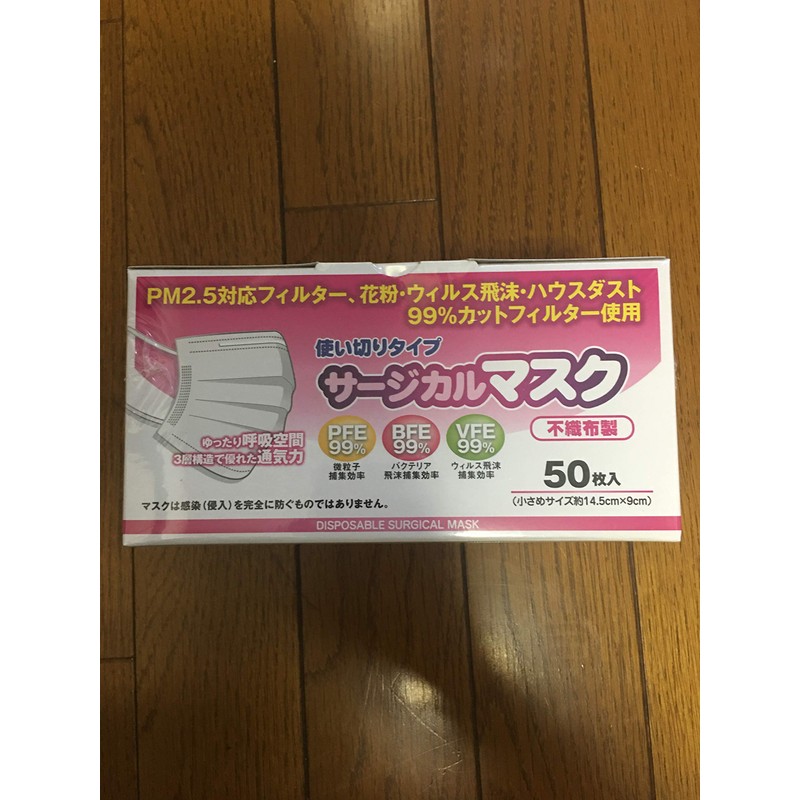 PM2.5対応フィルター、花粉・ウィルス飛沫・ハウスダスト
99%カットフィルター使用
使い切りタイプ
サージカルマスク
不織布製
ゆったり呼吸空間
3層構造で優れた通気力
PFE
99%
微粒子
捕集効率
BFE
99%
バクテリア
飛沫捕集効率
VFE
99%
ウィルス飛沫
捕集効率
50枚入
(小さめサイズ約14.5cm×9cm)
マスクは感染(侵入)を完全に防ぐものではありません。
DISPOSABLE SURGICAL MASK